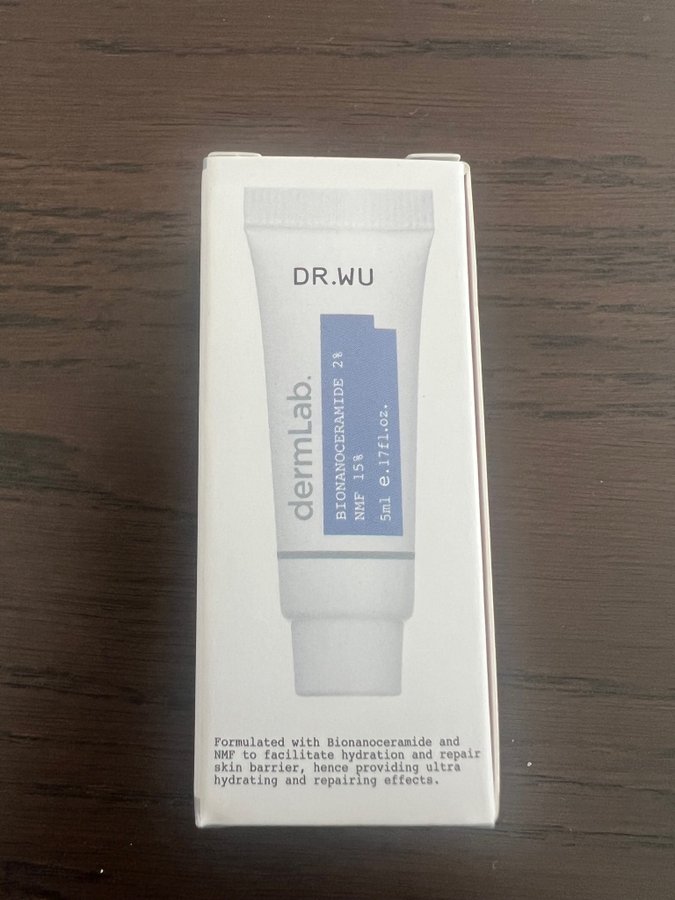 DR.WU
dermLab.
BIONANOCERAMIDE 2%
NMF 15%
5ml e.17fl.oz.
Formulated with Bionanoceramide and
NMF to facilitate hydration and repair
skin barrier, hence providing ultra
hydrating and repairing effects.